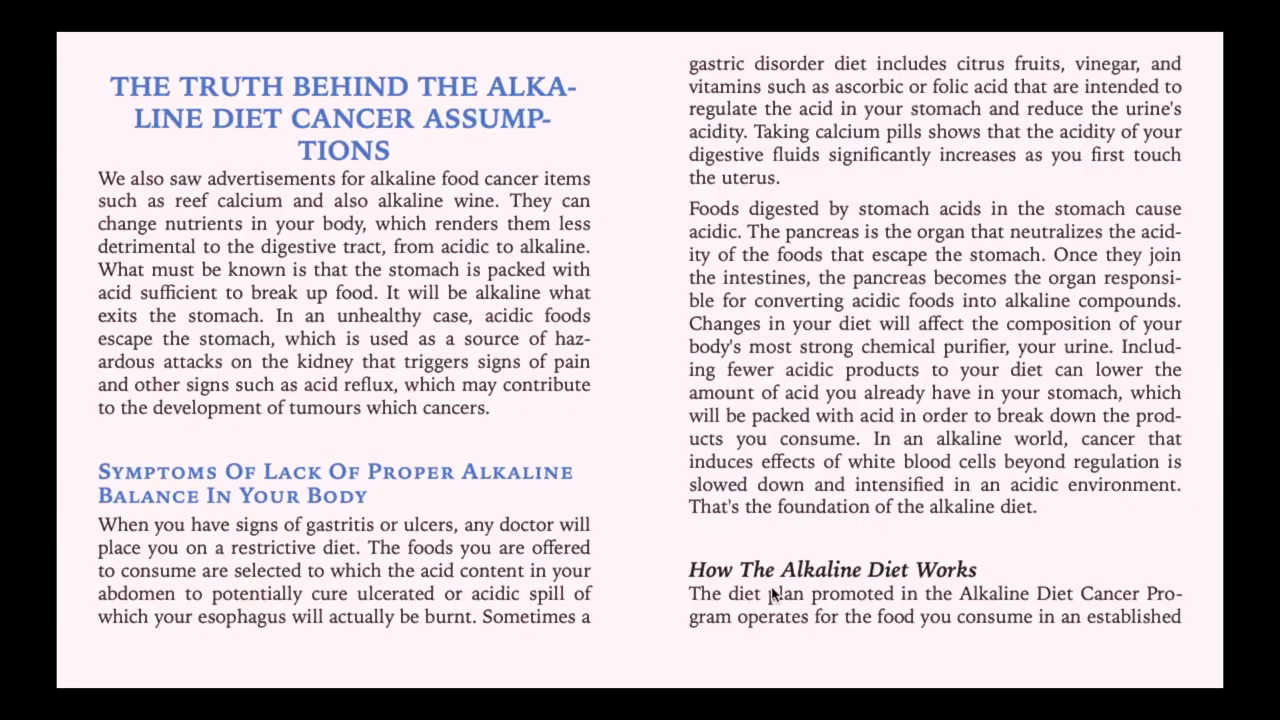 THE TRUTH BEHIND THE ALKA-
LINE DIET CANCER ASSUMP-
TIONS
We also saw advertisements for alkaline food cancer items
such as reef calcium and also alkaline wine. They can
change nutrients in your body, which renders them less
detrimental to the digestive tract, from acidic to alkaline.
What must be known is that the stomach is packed with
acid sufficient to break up food. It will be alkaline what
exits the stomach. In an unhealthy case, acidic foods
escape the stomach, which is used as a source of haz-
ardous attacks on the kidney that triggers signs of pain
and other signs such as acid reflux, which may contribute
to the development of tumours which cancers.
Symptoms Of Lack Of Proper Alkaline
Balance In Your Body
When you have signs of gastritis or ulcers, any doctor will
place you on a restrictive diet. The foods you are offered
to consume are selected to which the acid content in your
abdomen to potentially cure ulcerated or acidic spill of
which your esophagus will actually be burnt. Sometimes a
gastric disorder diet includes citrus fruits, vinegar, and
vitamins such as ascorbic or folic acid that are intended to
regulate the acid in your stomach and reduce the urine's
acidity. Taking calcium pills shows that the acidity of your
digestive fluids significantly increases as you first touch
the uterus.
Foods digested by stomach acids in the stomach cause
acidic. The pancreas is the organ that neutralizes the acid-
ity of the foods that escape the stomach. Once they join
the intestines, the pancreas becomes the organ responsi-
ble for converting acidic foods into alkaline compounds.
Changes in your diet will affect the composition of your
body's most strong chemical purifier, your urine. Includ-
ing fewer acidic products to your diet can lower the
amount of acid you already have in your stomach, which
will be packed with acid in order to break down the prod-
ucts you consume. In an alkaline world, cancer that
induces effects of white blood cells beyond regulation is
slowed down and intensified in an acidic environment.
That's the foundation of the alkaline diet.
How The Alkaline Diet Works
The diet plan promoted in the Alkaline Diet Cancer Pro-
gram operates for the food you consume in an established